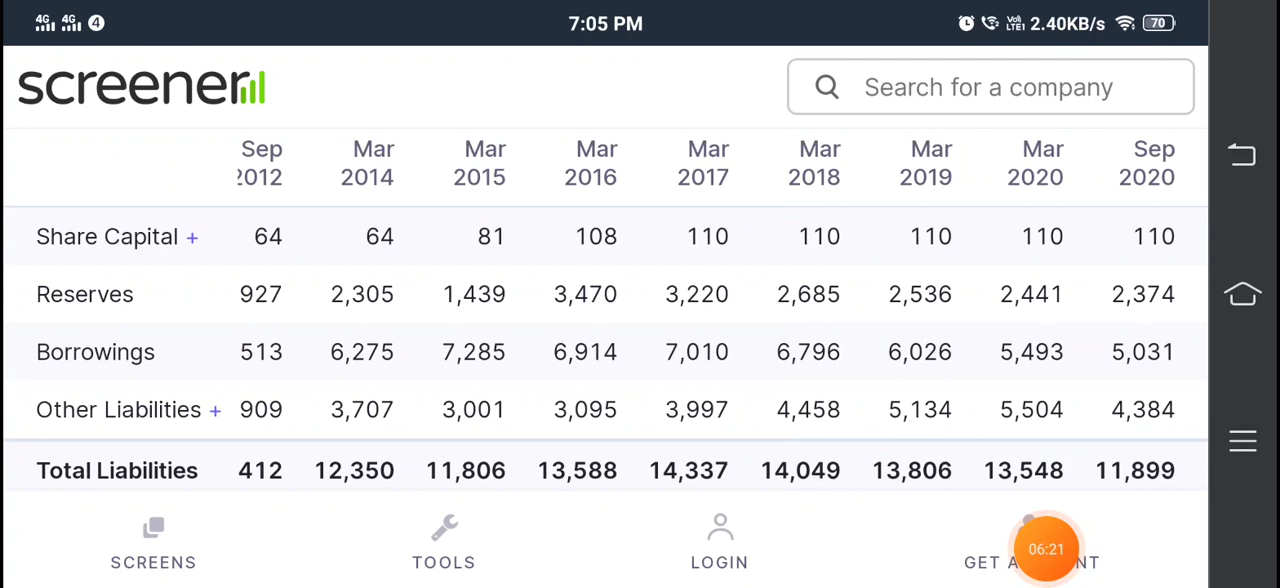 4G 4G 4 7:05 PM VoD LTE1 2.40KB/s 70
screener Search for a company
Sep Mar Mar Mar Mar Mar Mar Mar Sep
2012 2014 2015 2016 2017 2018 2019 2020 2020
Share Capital + 64 64 81 108 110 110 110 110 110
Reserves 927 2,305 1,439 3,470 3,220 2,685 2,536 2,441 2,374
Borrowings 513 6,275 7,285 6,914 7,010 6,796 6,026 5,493 5,031
Other Liabilities + 909 3,707 3,001 3,095 3,997 4,458 5,134 5,504 4,384
Total Liabilities 412 12,350 11,806 13,588 14,337 14,049 13,806 13,548 11,899
06:21
SCREENS TOOLS LOGIN GET